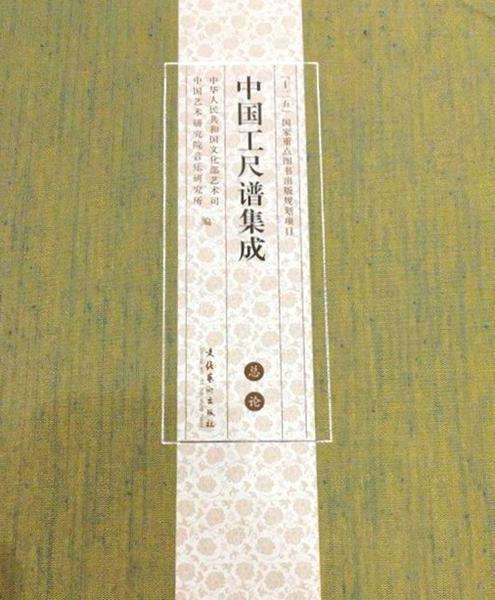 “十二五”国家重点图书出版规划项目
中国工尺谱集成
总论
中华人民共和国文化部艺术司
中国艺术研究院音乐研究所
编
文化艺术出版社